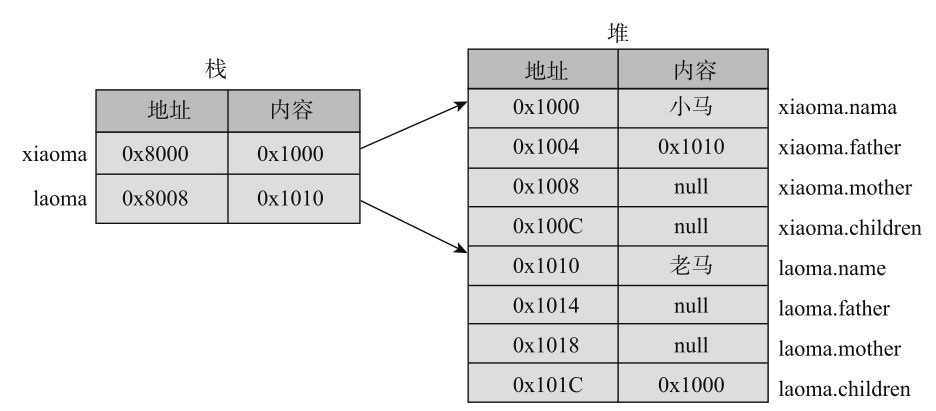 栈
地址 内容
xiaoma 0x8000 0x1000
laoma 0x8008 0x1010
堆
地址 内容
0x1000 小马 xiaoma.nama
0x1004 0x1010 xiaoma.father
0x1008 null xiaoma.mother
0x100C null xiaoma.children
0x1010 老马 laoma.name
0x1014 null laoma.father
0x1018 null laoma.mother
0x101C 0x1000 laoma.children